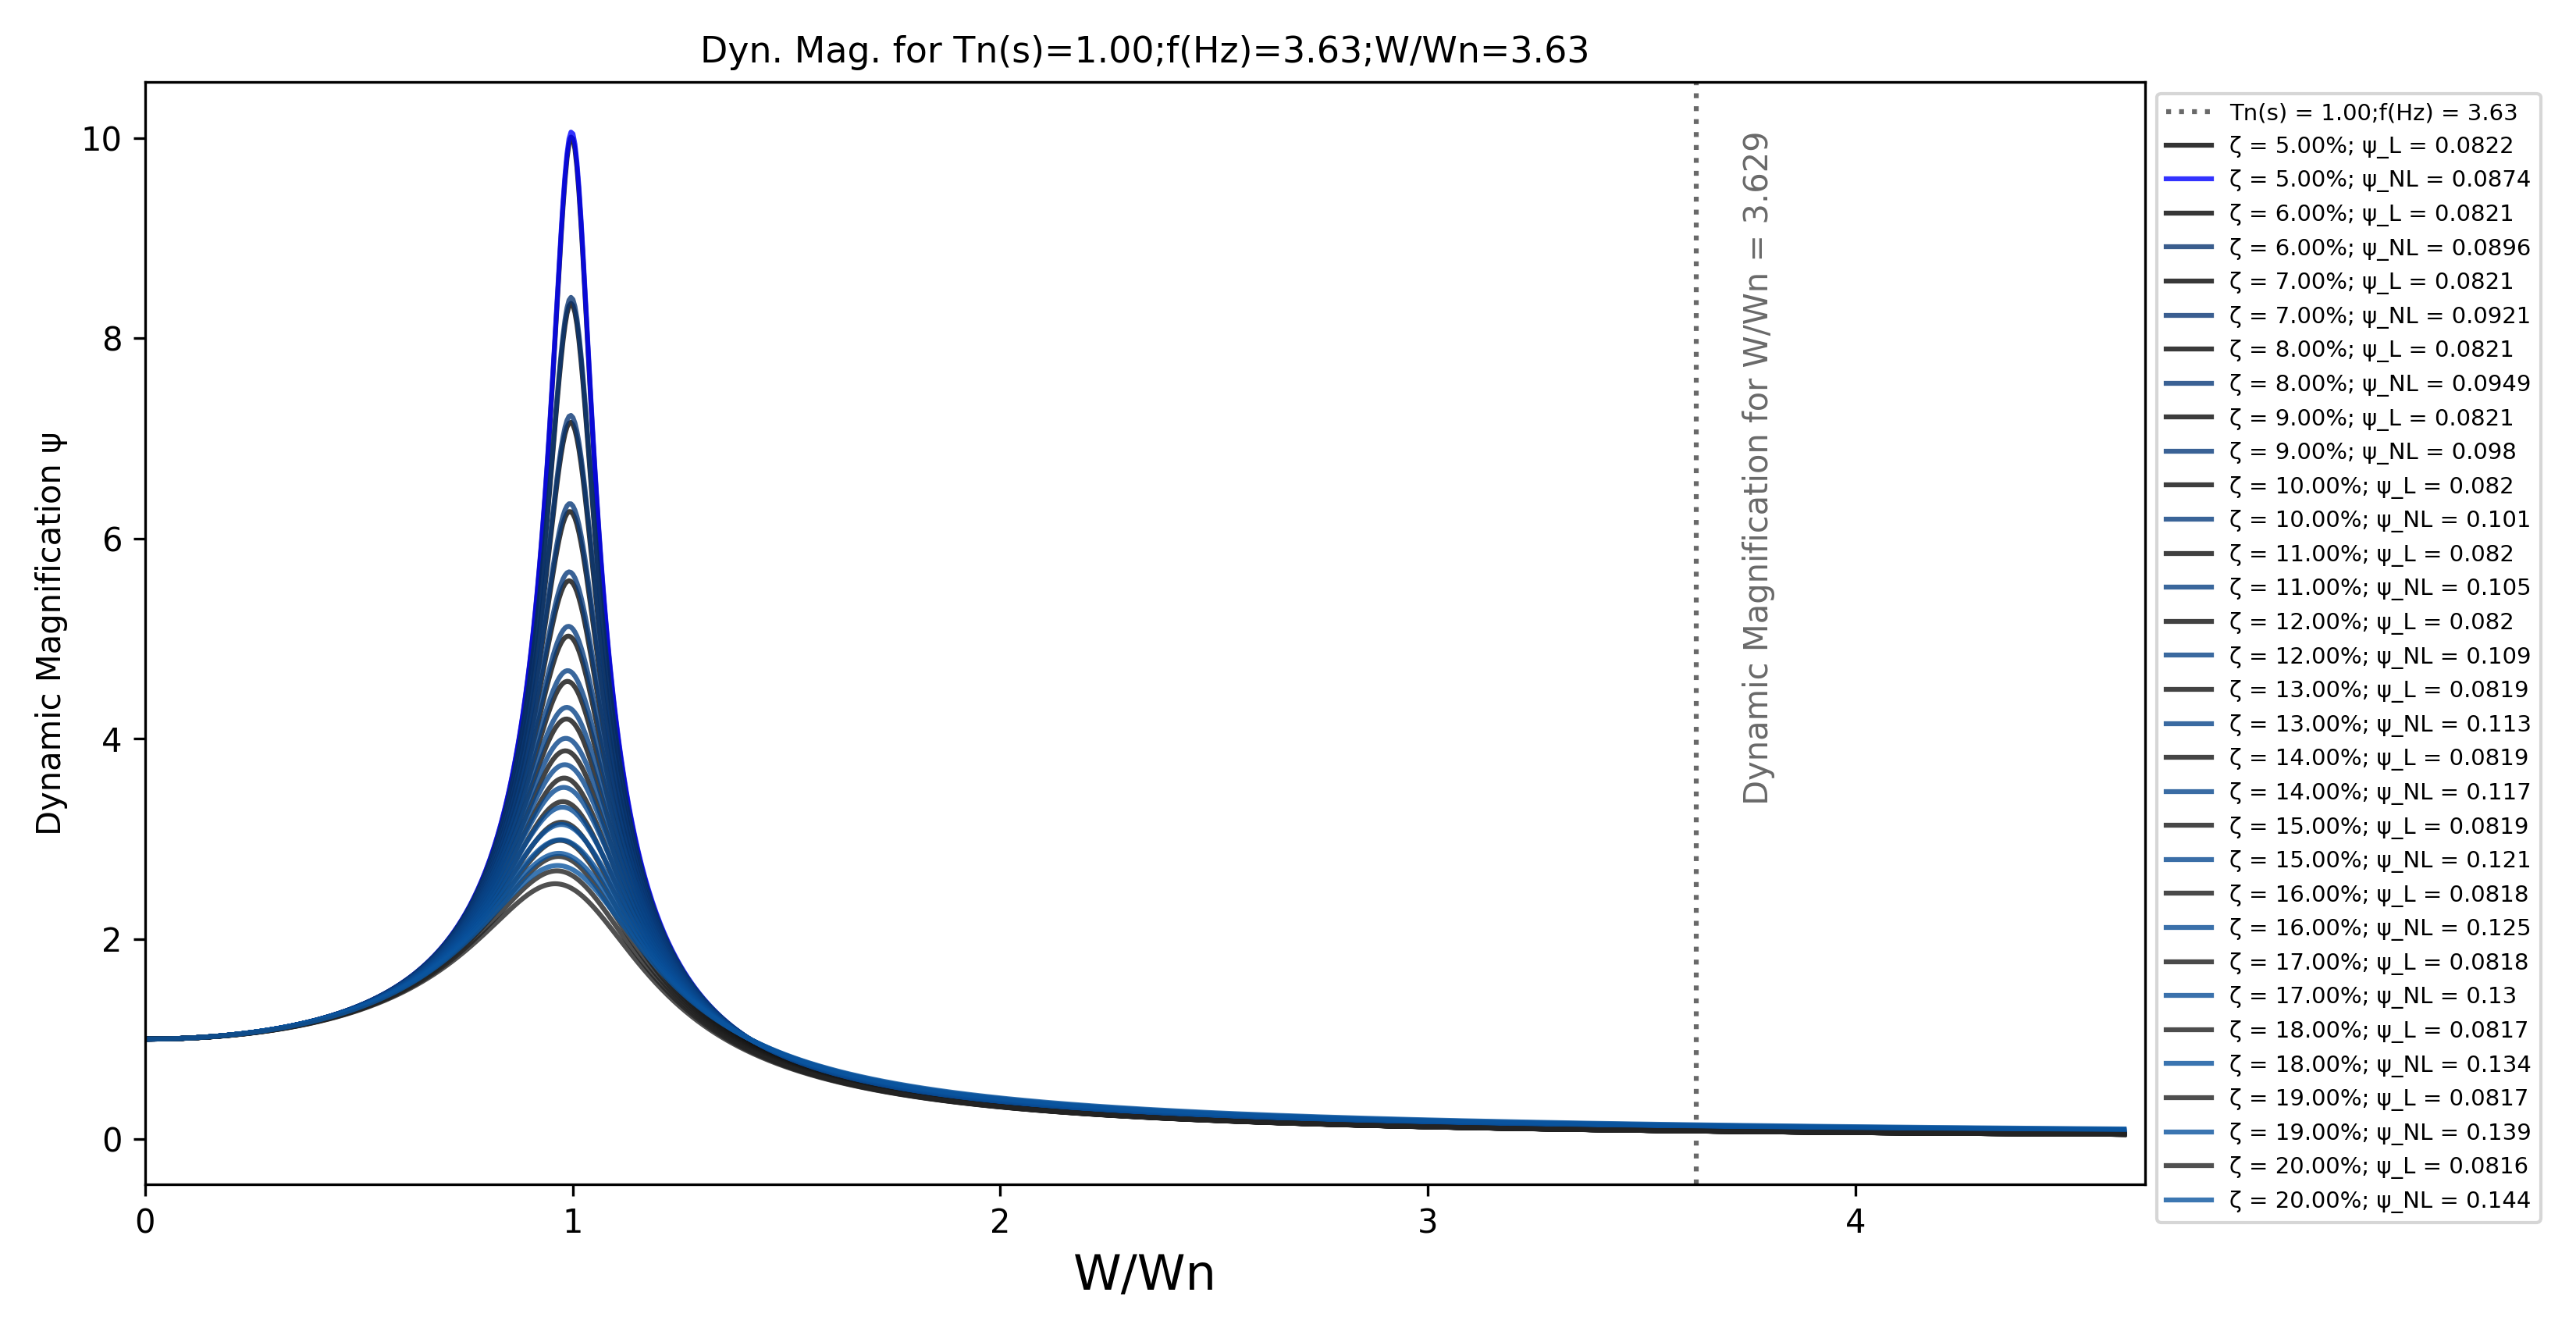 Dyn. Mag. for Tn(s)=1.00;f(Hz)=3.63;W/Wn=3.63
Dynamic Magnification ψ
10
8
6
4
2
0
0
1
2
3
4
W/Wn
Dynamic Magnification for W/Wn = 3.629
Tn(s) = 1.00;f(Hz) = 3.63
ζ = 5.00%; ψ_L = 0.0822
ζ = 5.00%; ψ_NL = 0.0874
ζ = 6.00%; ψ_L = 0.0821
ζ = 6.00%; ψ_NL = 0.0896
ζ = 7.00%; ψ_L = 0.0821
ζ = 7.00%; ψ_NL = 0.0921
ζ = 8.00%; ψ_L = 0.0821
ζ = 8.00%; ψ_NL = 0.0949
ζ = 9.00%; ψ_L = 0.0821
ζ = 9.00%; ψ_NL = 0.098
ζ = 10.00%; ψ_L = 0.082
ζ = 10.00%; ψ_NL = 0.101
ζ = 11.00%; ψ_L = 0.082
ζ = 11.00%; ψ_NL = 0.105
ζ = 12.00%; ψ_L = 0.082
ζ = 12.00%; ψ_NL = 0.109
ζ = 13.00%; ψ_L = 0.0819
ζ = 13.00%; ψ_NL = 0.113
ζ = 14.00%; ψ_L = 0.0819
ζ = 14.00%; ψ_NL = 0.117
ζ = 15.00%; ψ_L = 0.0819
ζ = 15.00%; ψ_NL = 0.121
ζ = 16.00%; ψ_L = 0.0818
ζ = 16.00%; ψ_NL = 0.125
ζ = 17.00%; ψ_L = 0.0818
ζ = 17.00%; ψ_NL = 0.13
ζ = 18.00%; ψ_L = 0.0817
ζ = 18.00%; ψ_NL = 0.134
ζ = 19.00%; ψ_L = 0.0817
ζ = 19.00%; ψ_NL = 0.139
ζ = 20.00%; ψ_L = 0.0816
ζ = 20.00%; ψ_NL = 0.144